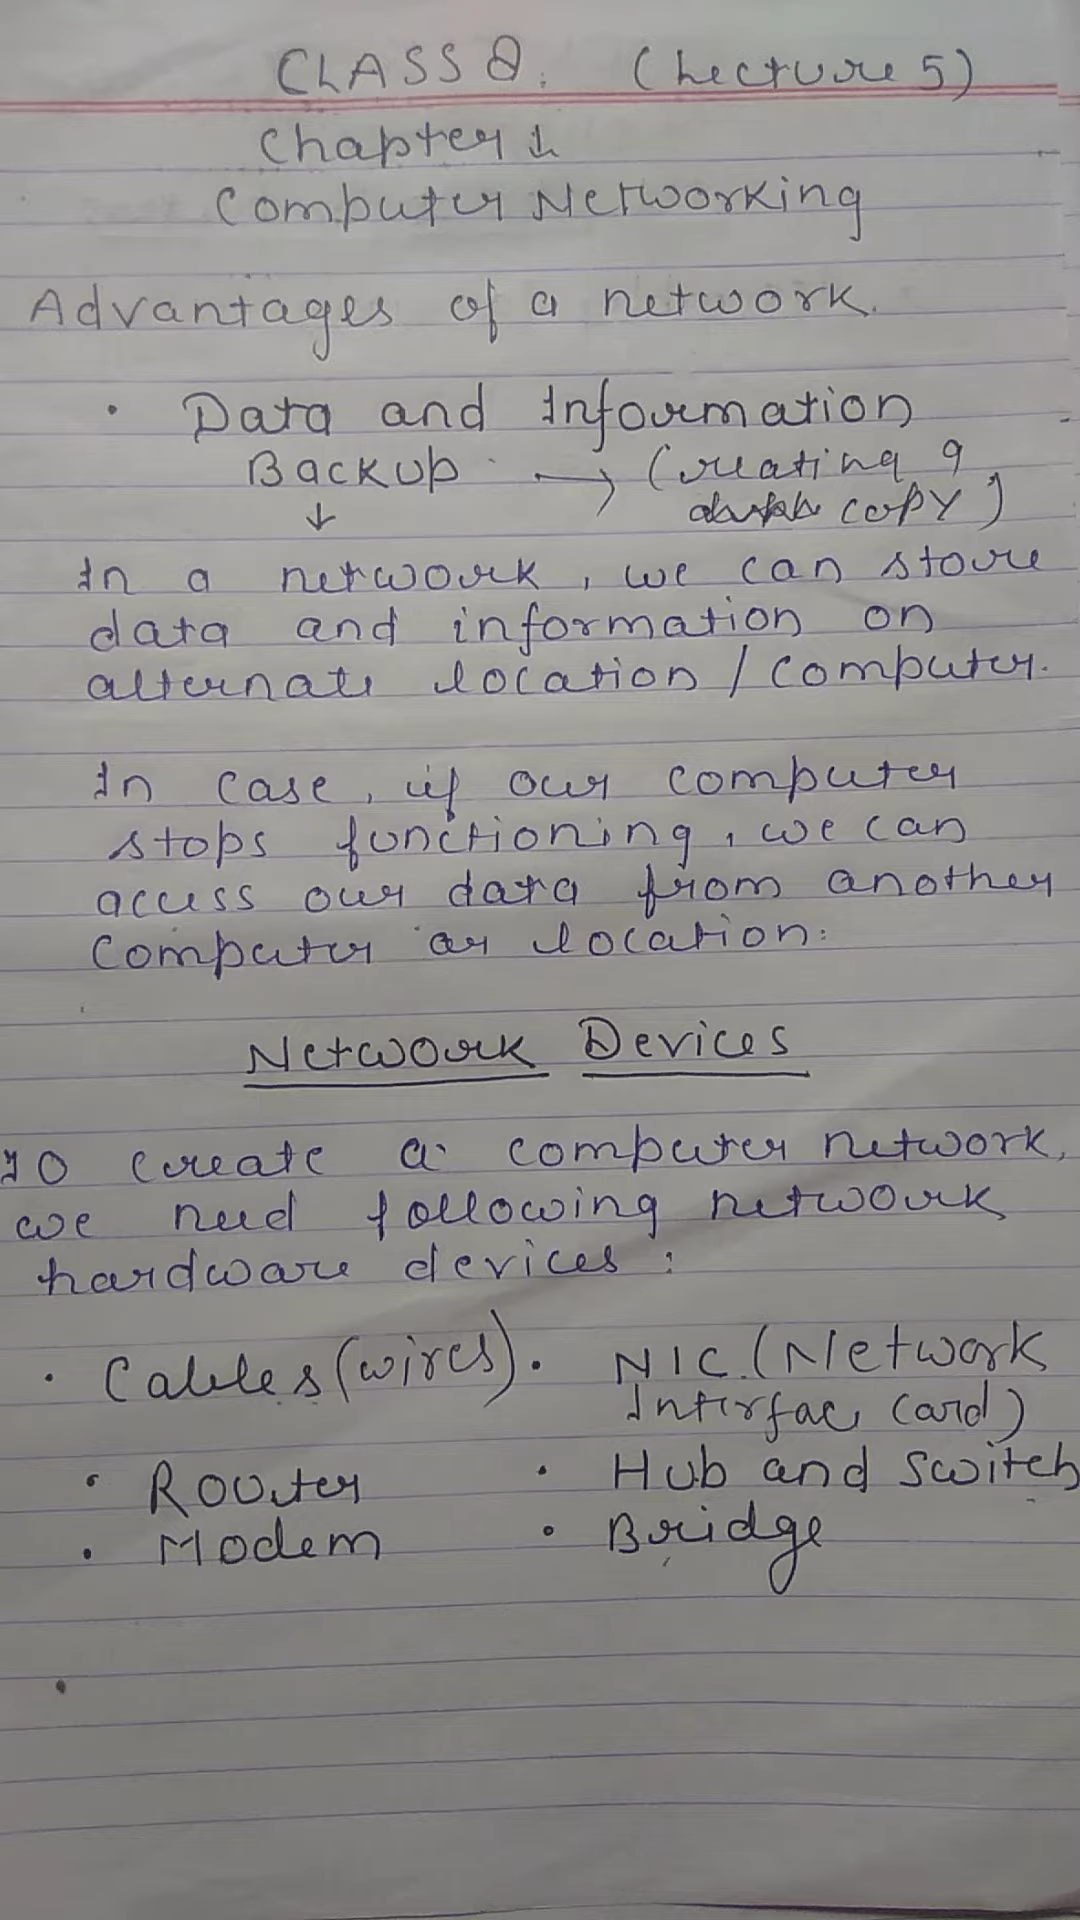 CLASS 8. (Lecture 5)
Chapter 1
Computer Networking
Advantages of a network.
• Data and Information
Backup → (creating a
copy)
↓
In a network, we can store
data and information on
alternate location / computer.
In case, if our computer
stops functioning, we can
access our data from another
computer or location.
Network Devices
To create a computer network,
we need following network
hardware devices :
• Cables (wires). • NIC. (Network
Interfac Card)
• Router • Hub and Switch
• Modem • Bridge